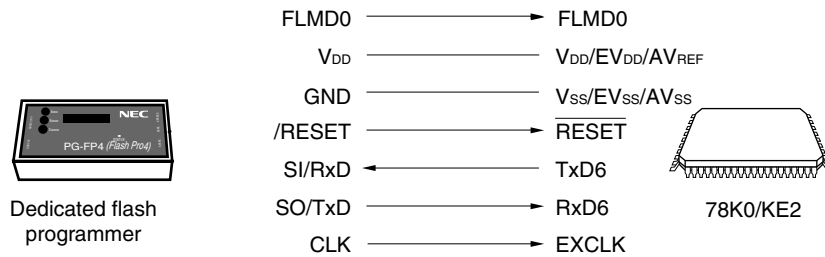 FLMD0 FLMD0
VDD VDD/EVDD/AVREF
GND VSS/EVSS/AVSS
/RESET RESET
SI/RxD TxD6
SO/TxD RxD6
CLK EXCLK
NEC
PG-FP4 (Flash Pro4)
Dedicated flash
programmer
78K0/KE2